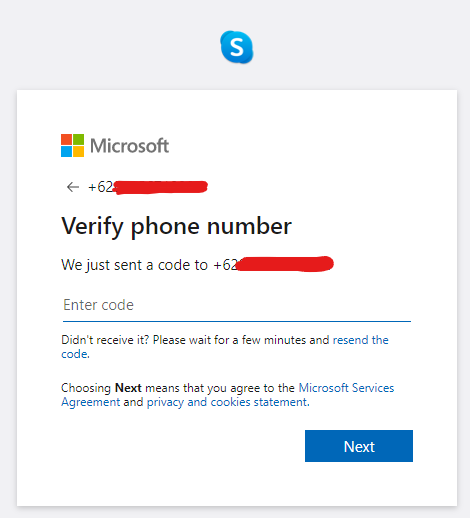 S
Microsoft
← +62
Verify phone number
We just sent a code to +62
Enter code
Didn't receive it? Please wait for a few minutes and resend the
code.
Choosing Next means that you agree to the Microsoft Services
Agreement and privacy and cookies statement.
Next